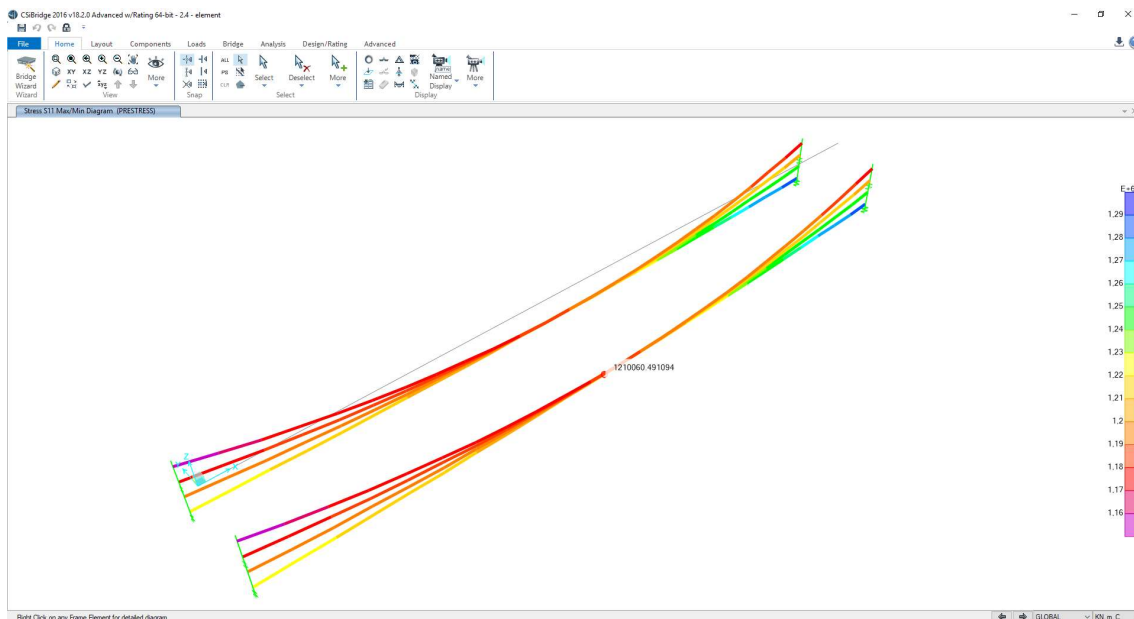 CSiBridge 2016 v18.2.0 Advanced w/Rating 64-bit - 2.4 - element
File Home Layout Components Loads Bridge Analysis Design/Rating Advanced
Bridge Wizard
XY XZ YZ
More
ALL
PS
CLR
Select
Deselect
More
Named Display
More
Wizard View Snap Select Display
Stress S11 Max/Min Diagram (PRESTRESS)
E+6
1,29
1,28
1,27
1,26
1,25
1,24
1,23
1,22
1,21
1,2
1,19
1,18
1,17
1,16
1210060.491094
Z
X
Right Click on any Frame Element for detailed diagram
GLOBAL
KN, m, C